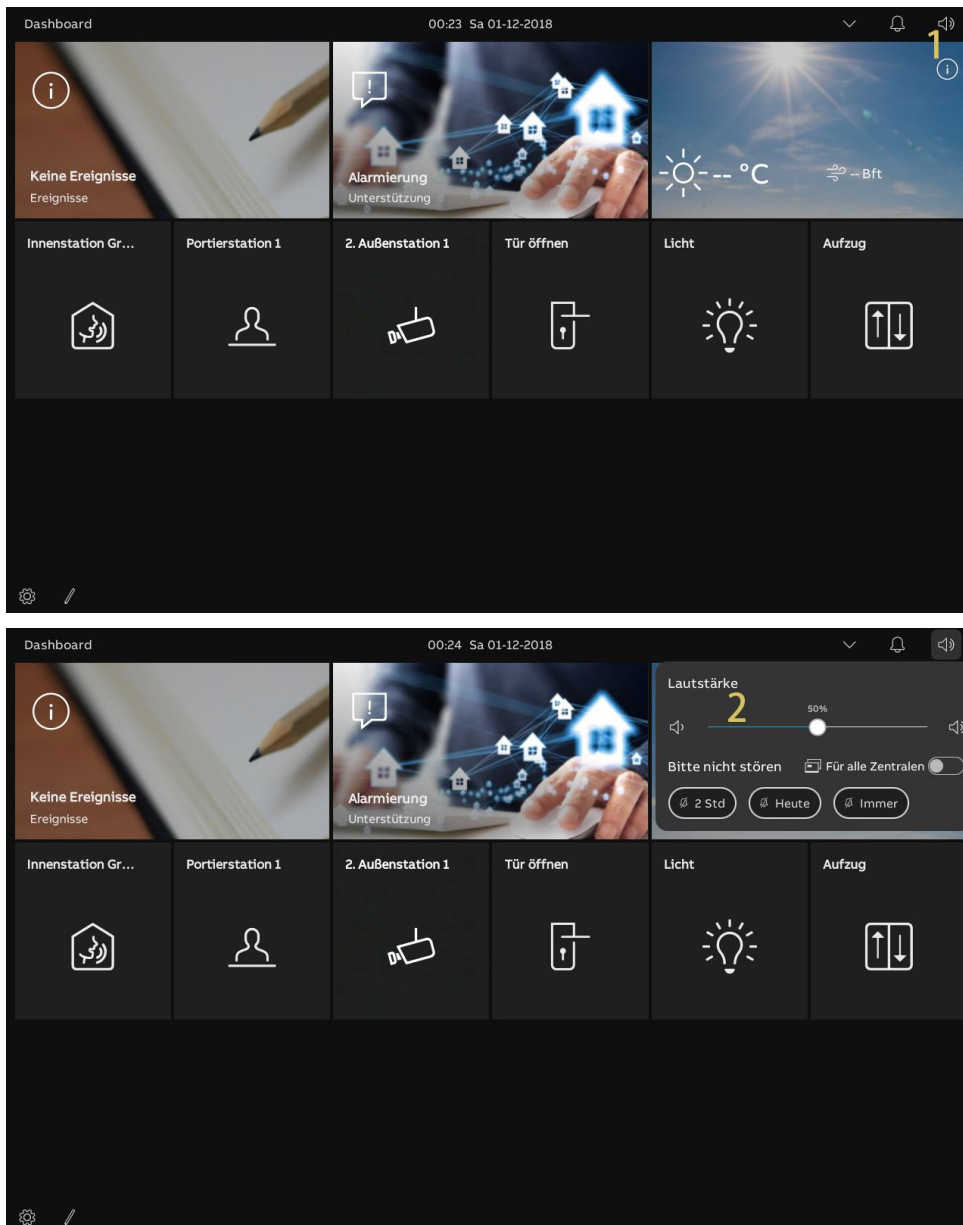 Dashboard 00:23 Sa 01-12-2018
1
Keine Ereignisse
Ereignisse
Alarmierung
Unterstützung
-- °C
-- Bft
Innenstation Gr...
Portierstation 1
2. Außenstation 1
Tür öffnen
Licht
Aufzug
Dashboard 00:24 Sa 01-12-2018
Lautstärke
2
50%
Bitte nicht stören
Für alle Zentralen
2 Std
Heute
Immer
Keine Ereignisse
Ereignisse
Alarmierung
Unterstützung
Innenstation Gr...
Portierstation 1
2. Außenstation 1
Tür öffnen
Licht
Aufzug